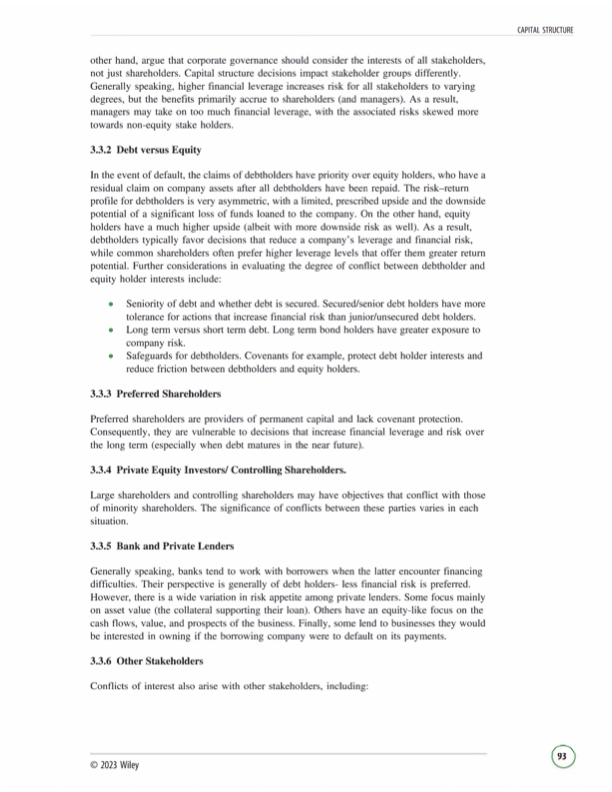 CAPITAL STRUCTURE
other hand, argue that corporate governance should consider the interests of all stakeholders,
not just shareholders. Capital structure decisions impact stakeholder groups differently.
Generally speaking, higher financial leverage increases risk for all stakeholders to varying
degrees, but the benefits primarily accrue to shareholders (and managers). As a result,
managers may take on too much financial leverage, with the associated risks skewed more
towards non-equity stake holders.
3.3.2 Debt versus Equity
In the event of default, the claims of debtholders have priority over equity holders, who have a
residual claim on company assets after all debtholders have been repaid. The risk–return
profile for debtholders is very asymmetric, with a limited, prescribed upside and the downside
potential of a significant loss of funds loaned to the company. On the other hand, equity
holders have a much higher upside (albeit with more downside risk as well). As a result,
debtholders typically favor decisions that reduce a company's leverage and financial risk,
while common shareholders often prefer higher leverage levels that offer them greater return
potential. Further considerations in evaluating the degree of conflict between debtholder and
equity holder interests include:
• Seniority of debt and whether debt is secured. Secured/senior debt holders have more
tolerance for actions that increase financial risk than junior/unsecured debt holders.
• Long term versus short term debt. Long term bond holders have greater exposure to
company risk.
• Safeguards for debtholders. Covenants for example, protect debt holder interests and
reduce friction between debtholders and equity holders.
3.3.3 Preferred Shareholders
Preferred shareholders are providers of permanent capital and lack covenant protection.
Consequently, they are vulnerable to decisions that increase financial leverage and risk over
the long term (especially when debt matures in the near future).
3.3.4 Private Equity Investors/ Controlling Shareholders.
Large shareholders and controlling shareholders may have objectives that conflict with those
of minority shareholders. The significance of conflicts between these parties varies in each
situation.
3.3.5 Bank and Private Lenders
Generally speaking, banks tend to work with borrowers when the latter encounter financing
difficulties. Their perspective is generally of debt holders- less financial risk is preferred.
However, there is a wide variation in risk appetite among private lenders. Some focus mainly
on asset value (the collateral supporting their loan). Others have an equity-like focus on the
cash flows, value, and prospects of the business. Finally, some lend to businesses they would
be interested in owning if the borrowing company were to default on its payments.
3.3.6 Other Stakeholders
Conflicts of interest also arise with other stakeholders, including:
© 2023 Wiley
93